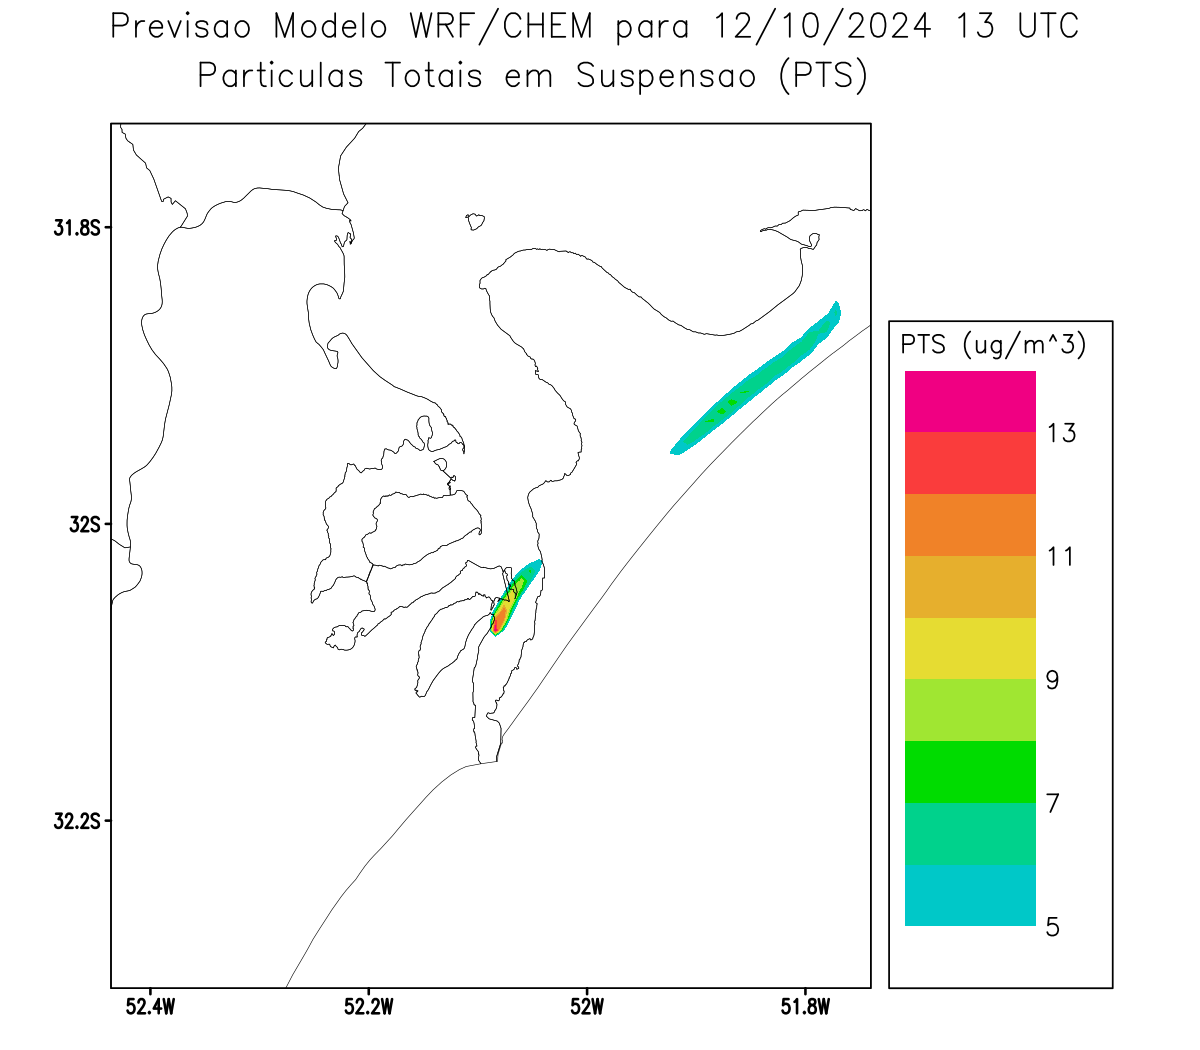 Previsao Modelo WRF/CHEM para 12/10/2024 13 UTC
Particulas Totais em Suspensao (PTS)
31.8S
32S
32.2S
52.4W
52.2W
52W
51.8W
PTS (ug/m^3)
13
11
9
7
5